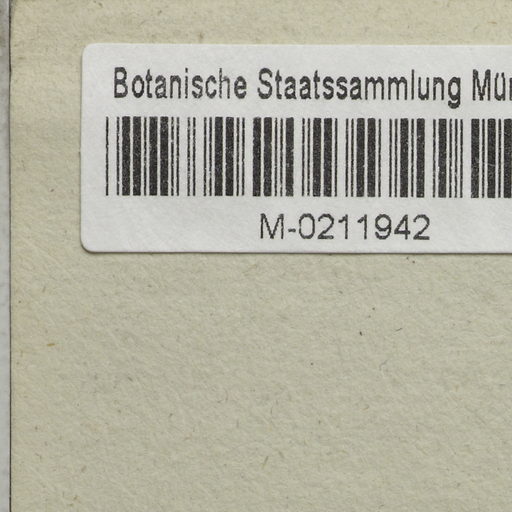 Botanische Staatssammlung Mün
M-0211942